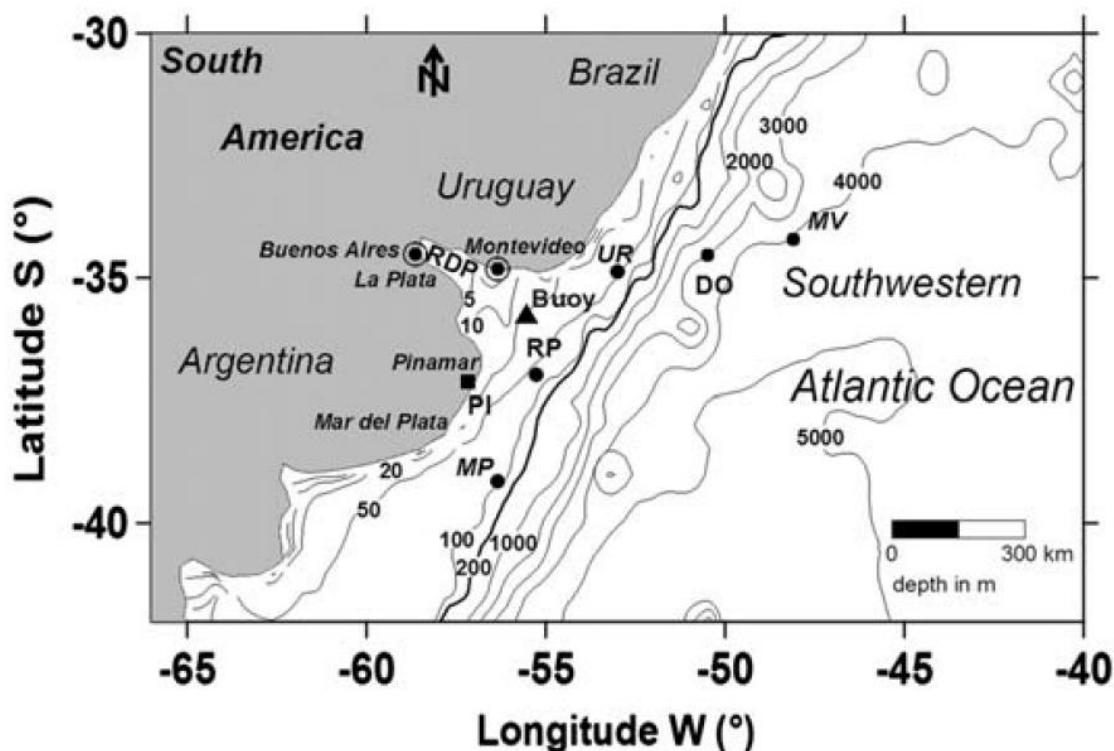 -30
South
N
Brazil
America
3000
2000
Uruguay
4000
MV
Buenos Aires
RDP
Montevideo
UR
La Plata
-35
5
Buoy
DO
Southwestern
10
RP
Argentina
Pinamar
Atlantic Ocean
PI
Mar del Plata
5000
MP
20
50
-40
100
1000
200
0
300 km
depth in m
-65
-60
-55
-50
-45
-40
Latitude S (°)
Longitude W (°)